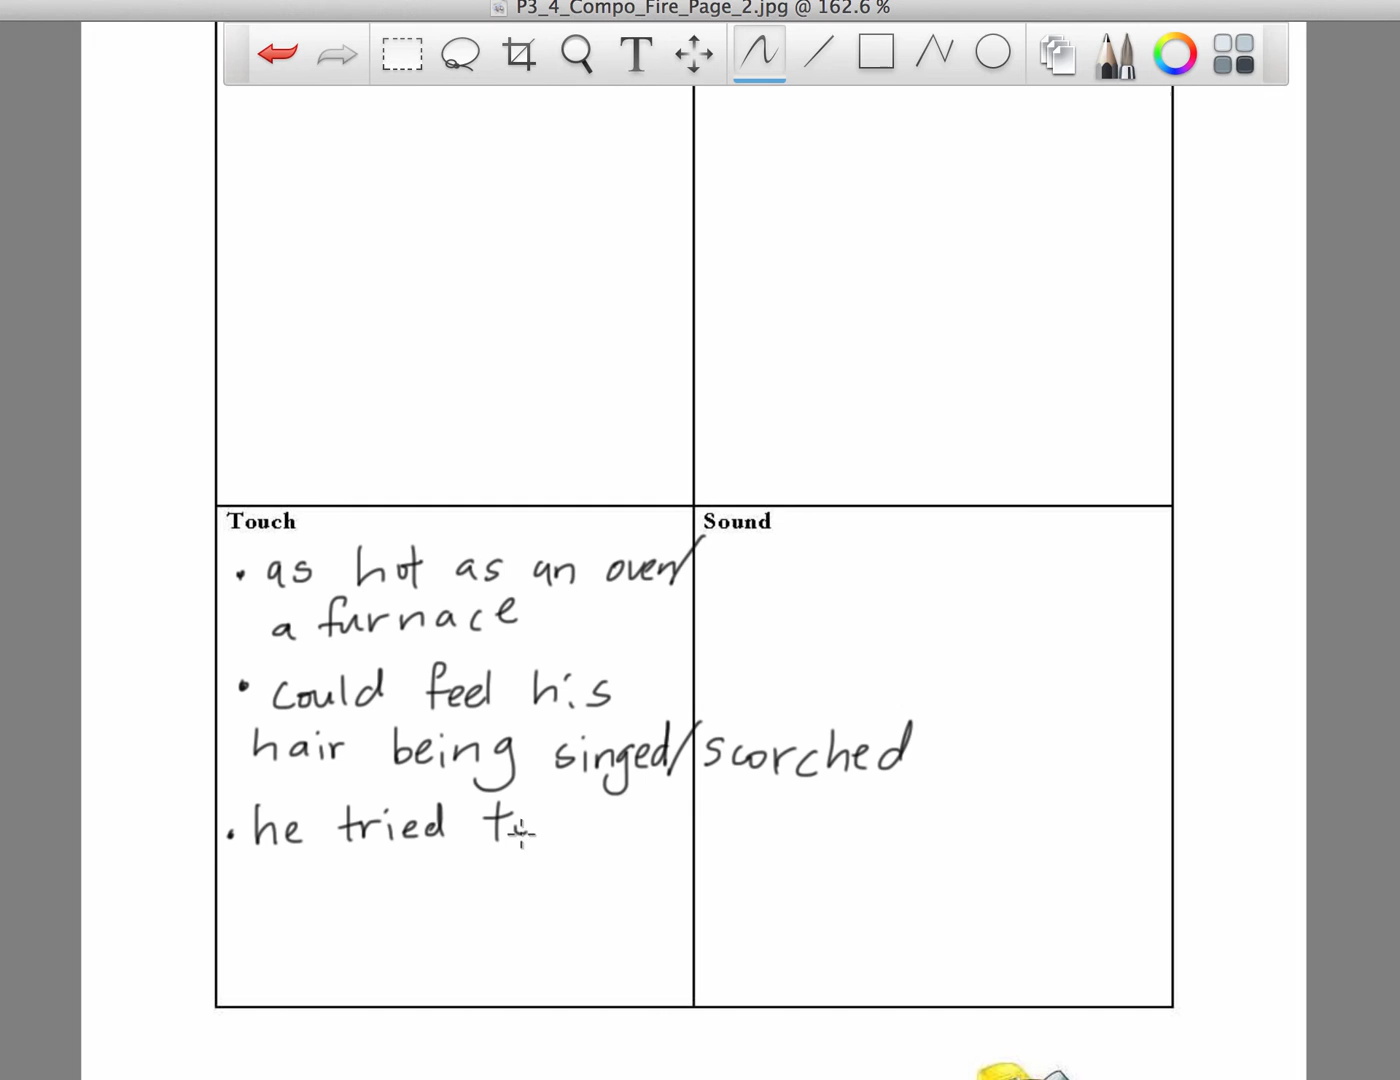 P3_4_Compo_Fire_Page_2.jpg @ 162.6 %
T
Touch
• as hot as an oven/
a furnace
• could feel his
hair being singed/scorched
• he tried to
Sound